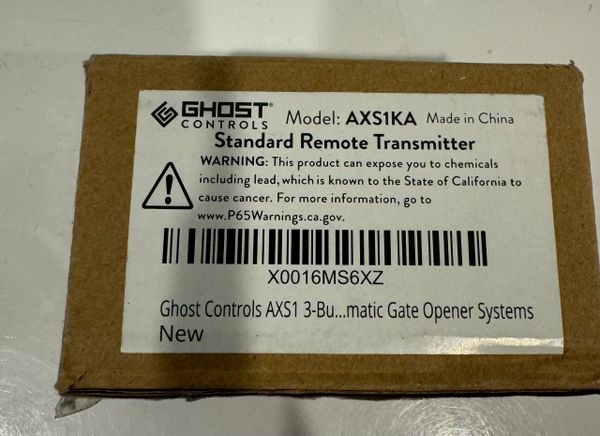 GHOST® Model: AXS1KA Made in China
CONTROLS
Standard Remote Transmitter
WARNING: This product can expose you to chemicals
including lead, which is known to the State of California to
cause cancer. For more information, go to
www.P65Warnings.ca.gov.
X0016MS6XZ
Ghost Controls AXS1 3-Bu...matic Gate Opener Systems
New